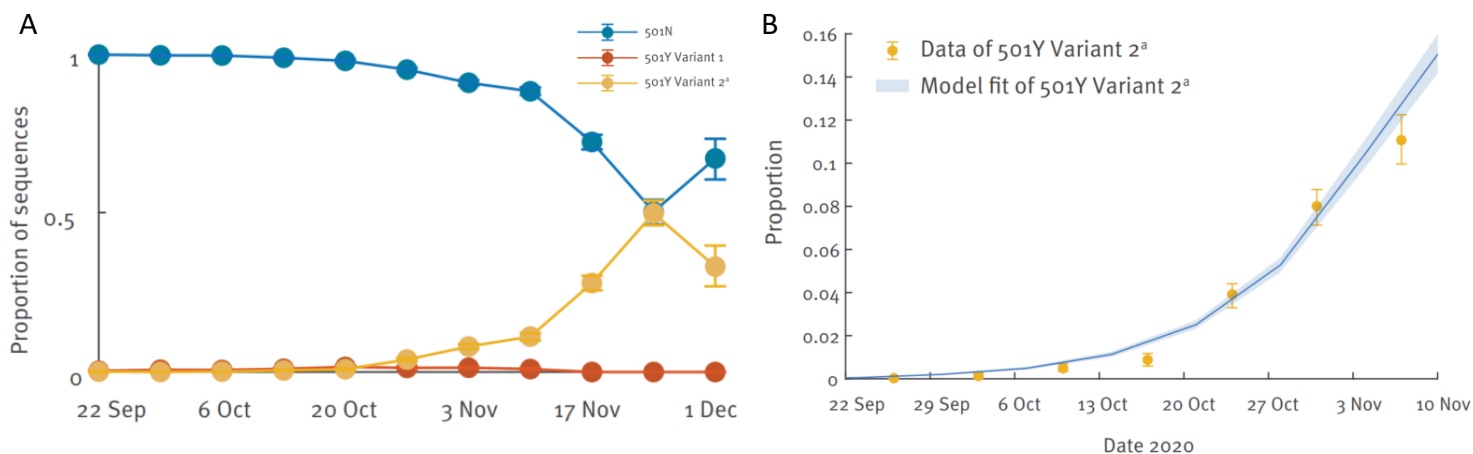 A
Proportion of sequences
1
0.5
0
22 Sep
6 Oct
20 Oct
3 Nov
17 Nov
1 Dec
501N
501Y Variant 1
501Y Variant 2ᵃ
B
Proportion
0.16
0.14
0.12
0.1
0.08
0.06
0.04
0.02
0
Data of 501Y Variant 2ᵃ
Model fit of 501Y Variant 2ᵃ
22 Sep
29 Sep
6 Oct
13 Oct
20 Oct
27 Oct
3 Nov
10 Nov
Date 2020